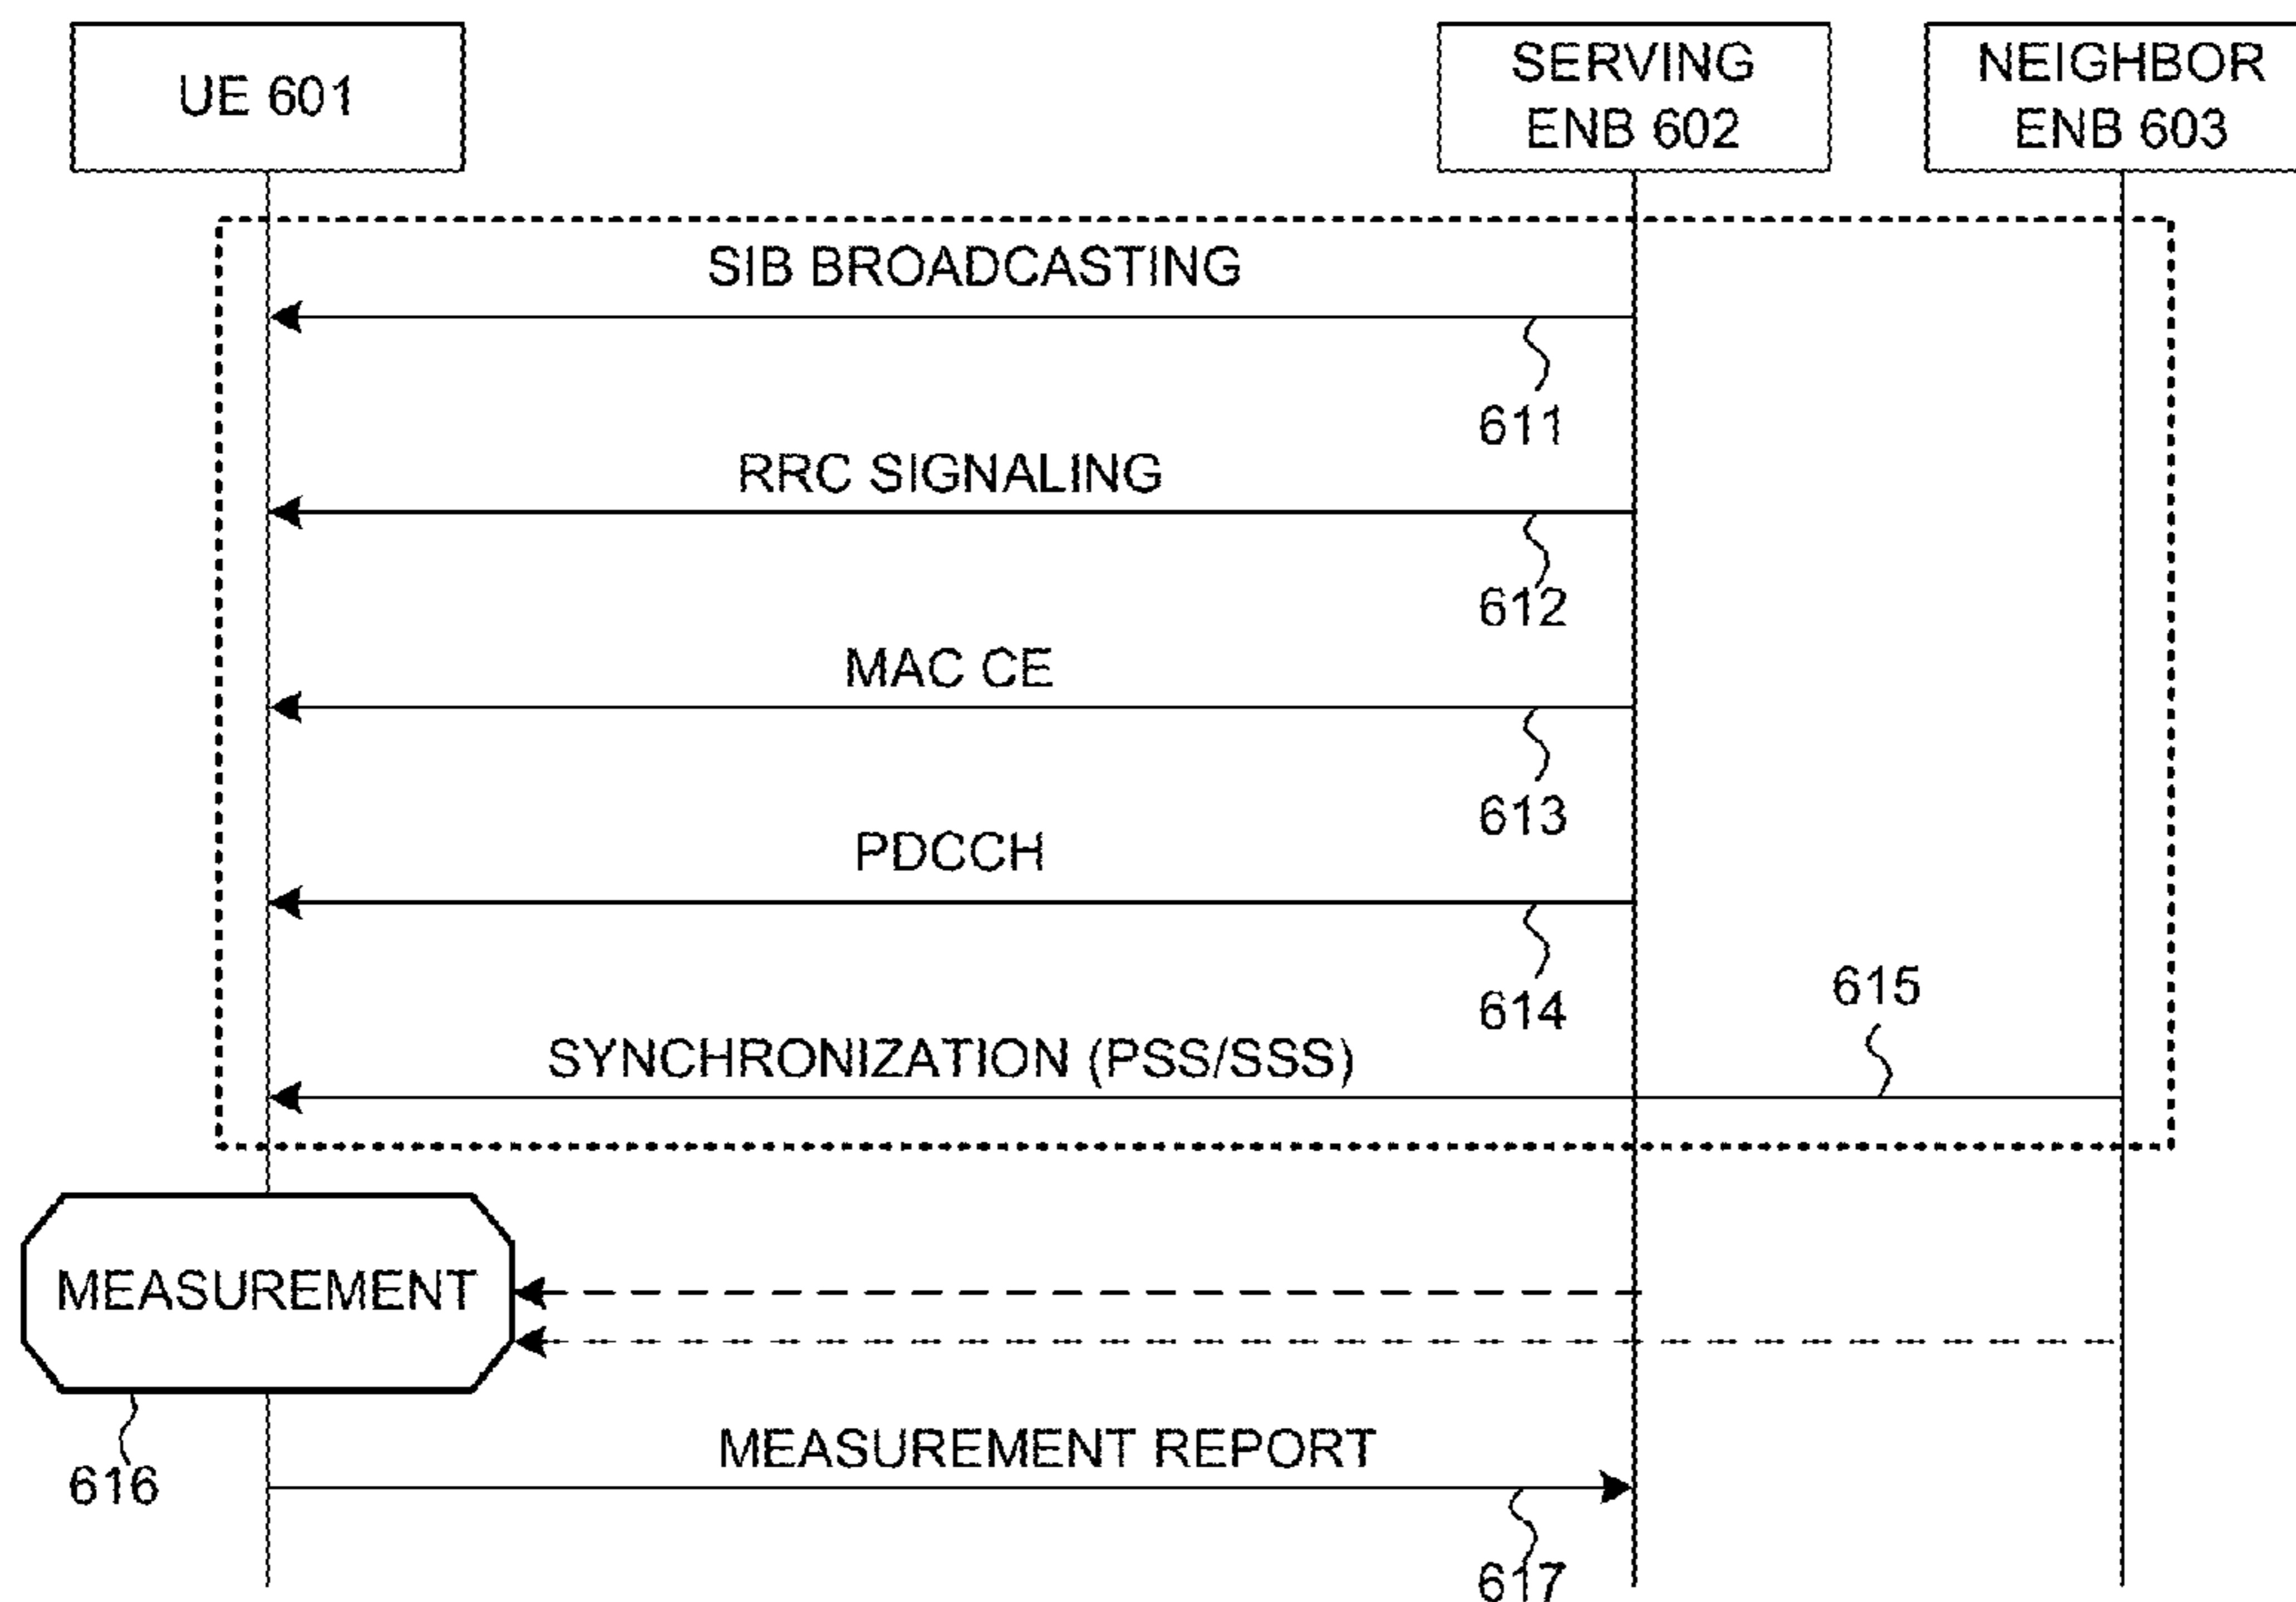 UE 601
SERVING
ENB 602
NEIGHBOR
ENB 603
SIB BROADCASTING
611
RRC SIGNALING
612
MAC CE
613
PDCCH
614
615
SYNCHRONIZATION (PSS/SSS)
MEASUREMENT
616
MEASUREMENT REPORT
617